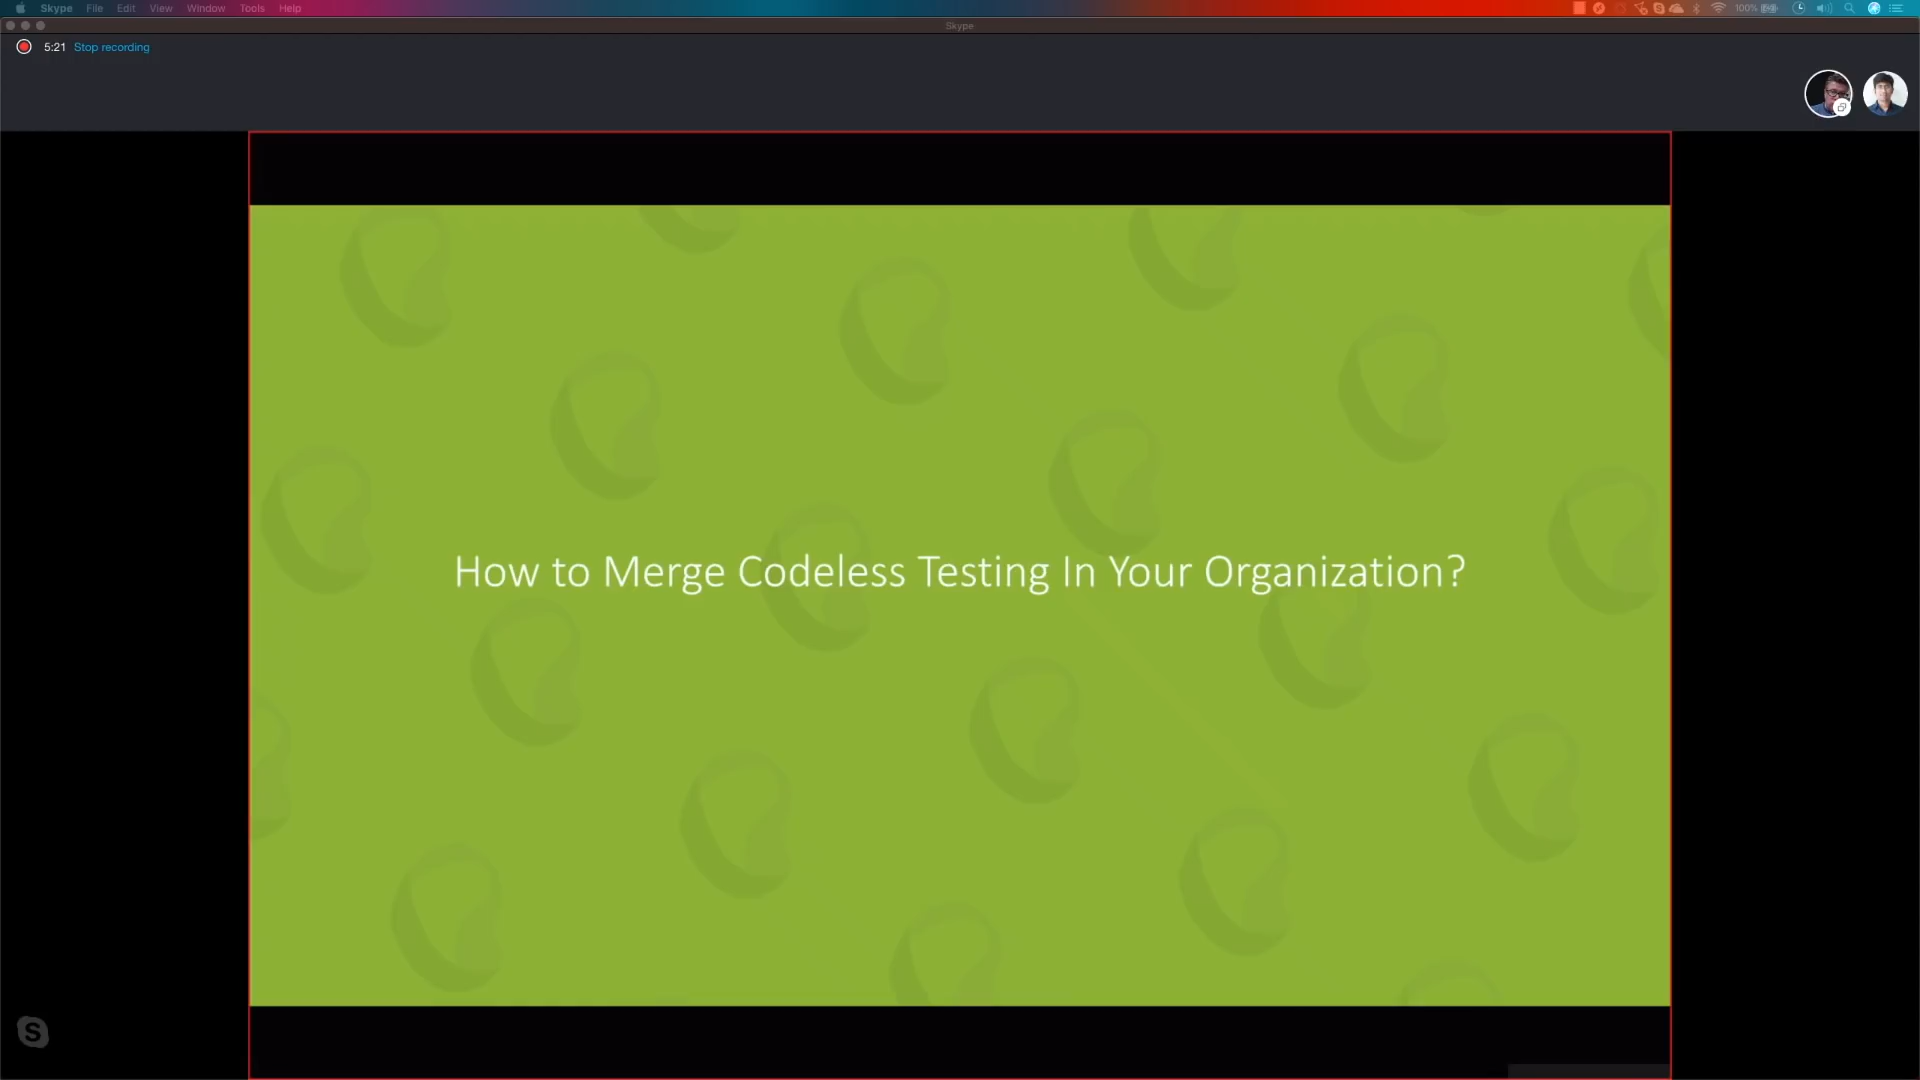 Skype File Edit View Window Tools Help
100%
Skype
5:21 Stop recording
How to Merge Codeless Testing In Your Organization?
S